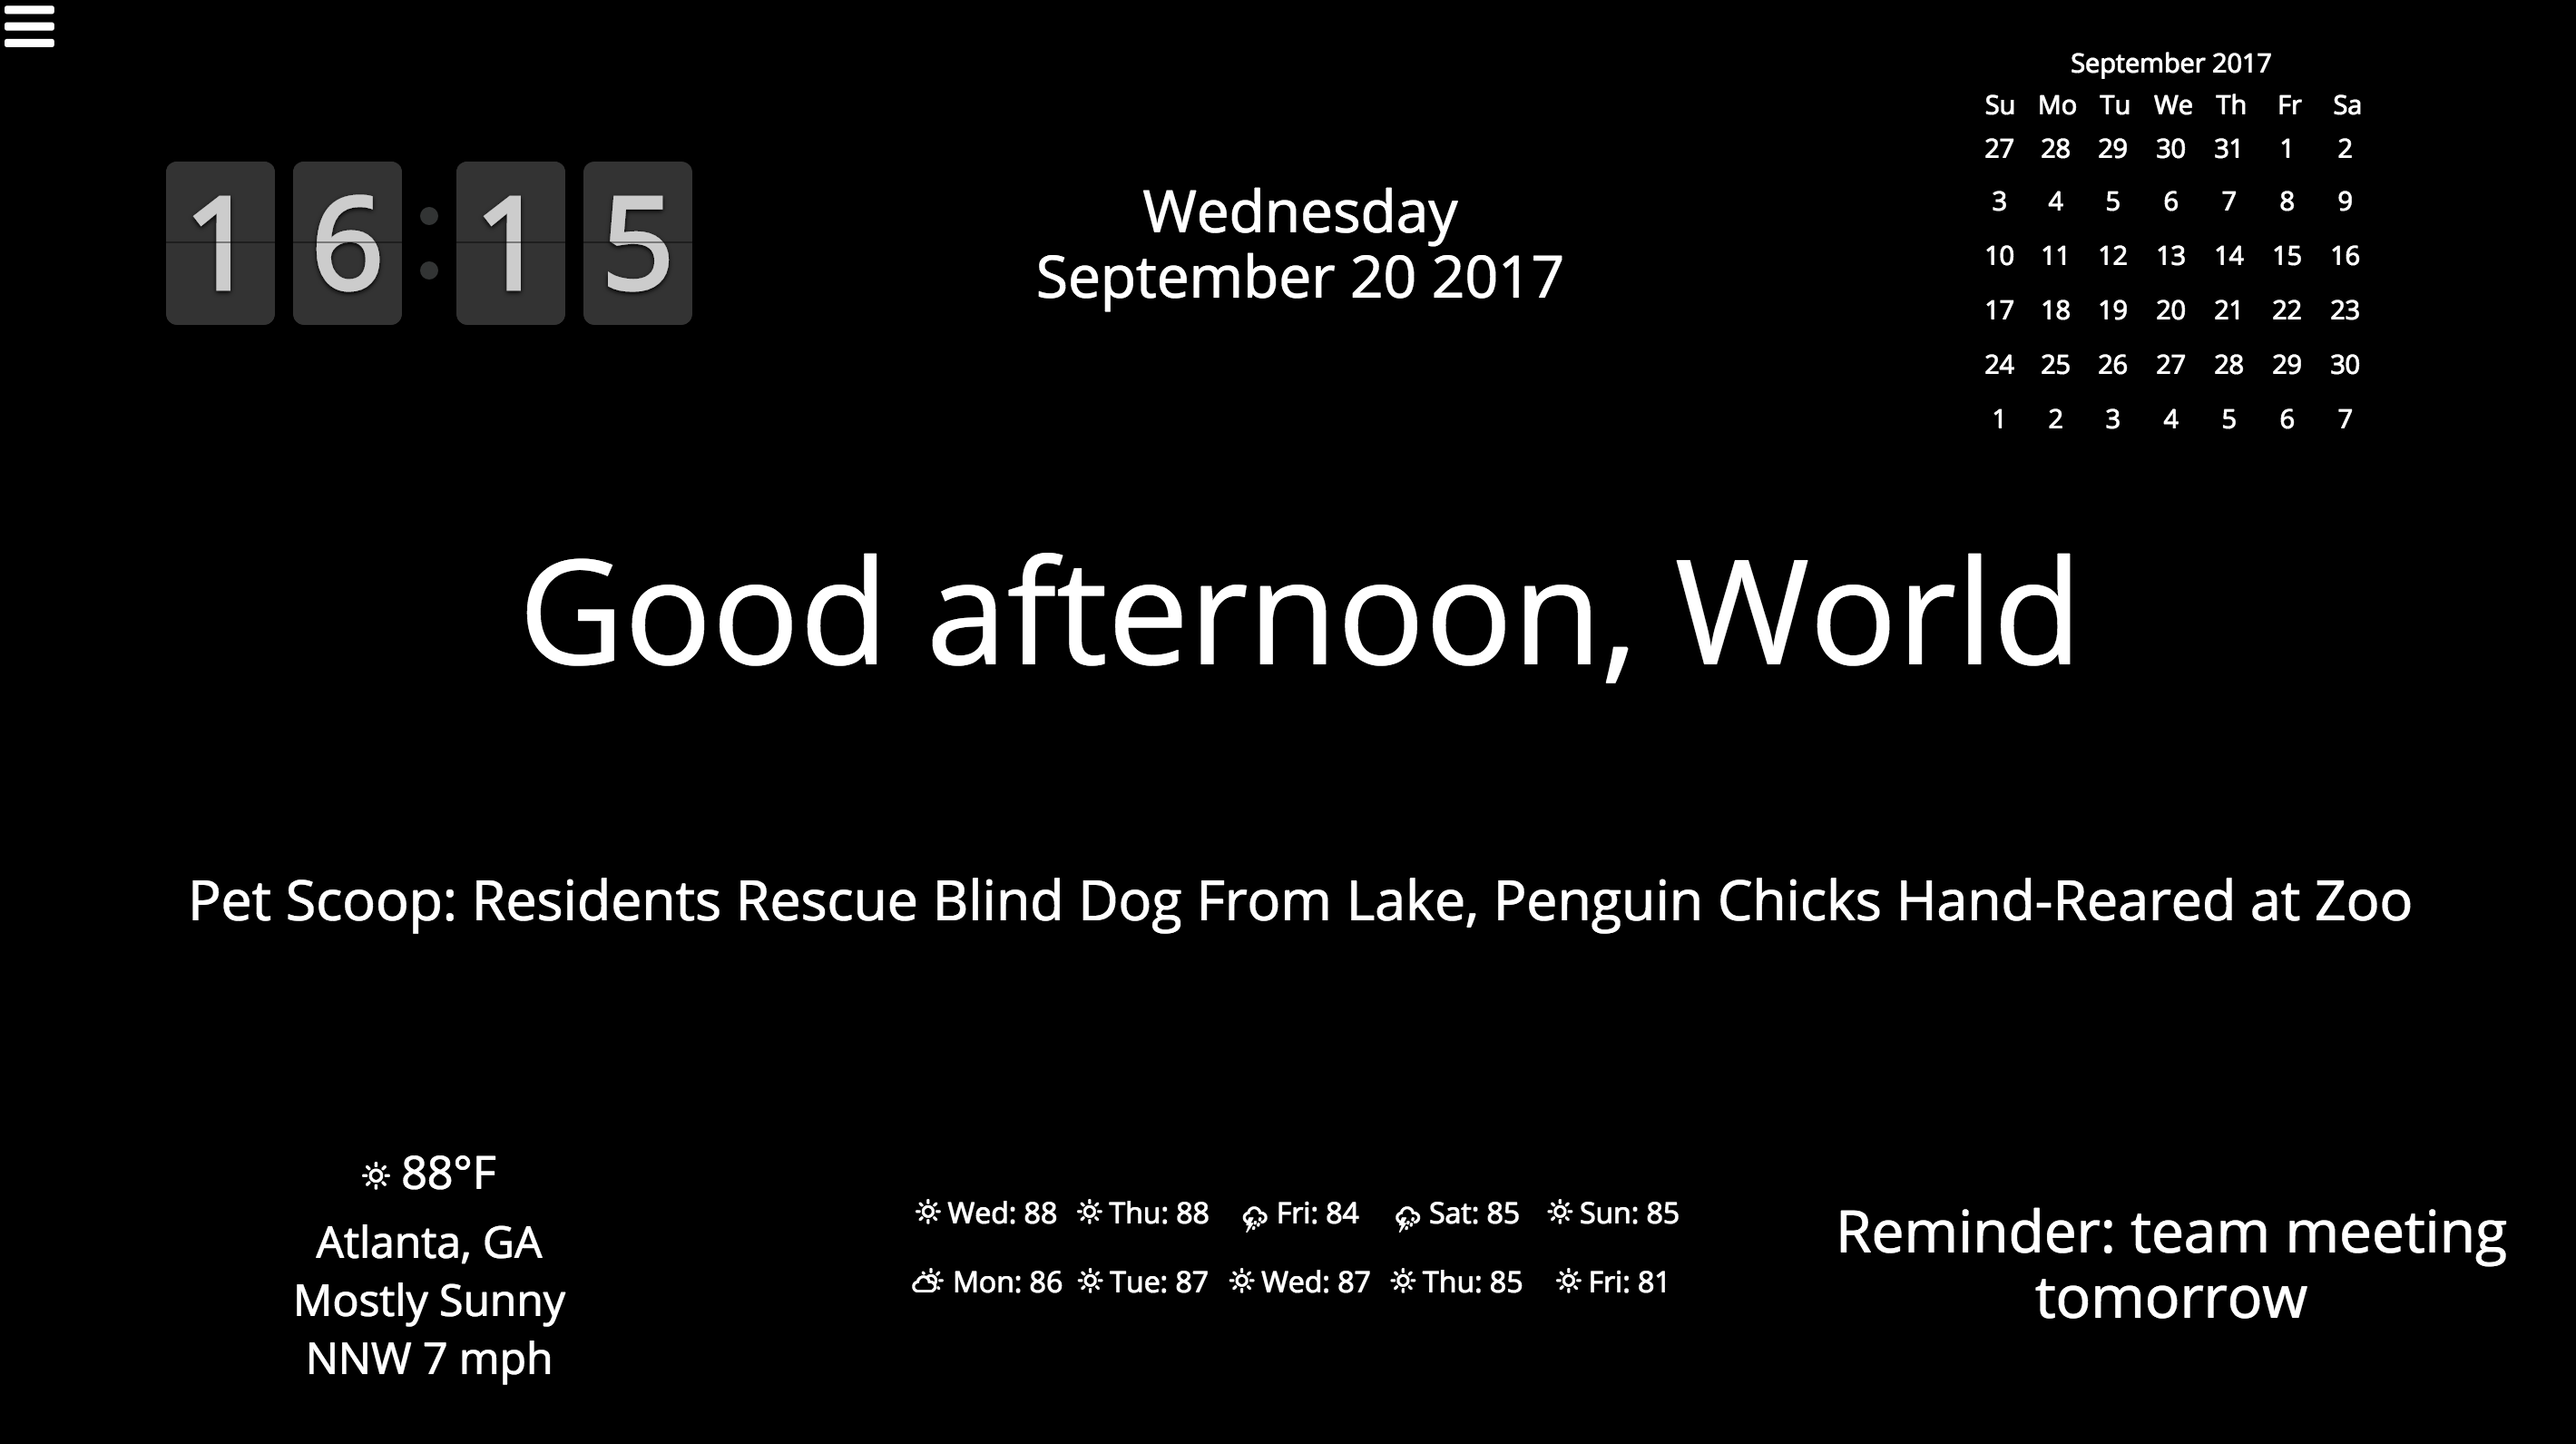 16:15
Wednesday
September 20 2017
September 2017
Su Mo Tu We Th Fr Sa
27 28 29 30 31 1 2
3 4 5 6 7 8 9
10 11 12 13 14 15 16
17 18 19 20 21 22 23
24 25 26 27 28 29 30
1 2 3 4 5 6 7
Good afternoon, World
Pet Scoop: Residents Rescue Blind Dog From Lake, Penguin Chicks Hand-Reared at Zoo
88°F
Atlanta, GA
Mostly Sunny
NNW 7 mph
Wed: 88 Thu: 88 Fri: 84 Sat: 85 Sun: 85
Mon: 86 Tue: 87 Wed: 87 Thu: 85 Fri: 81
Reminder: team meeting
tomorrow